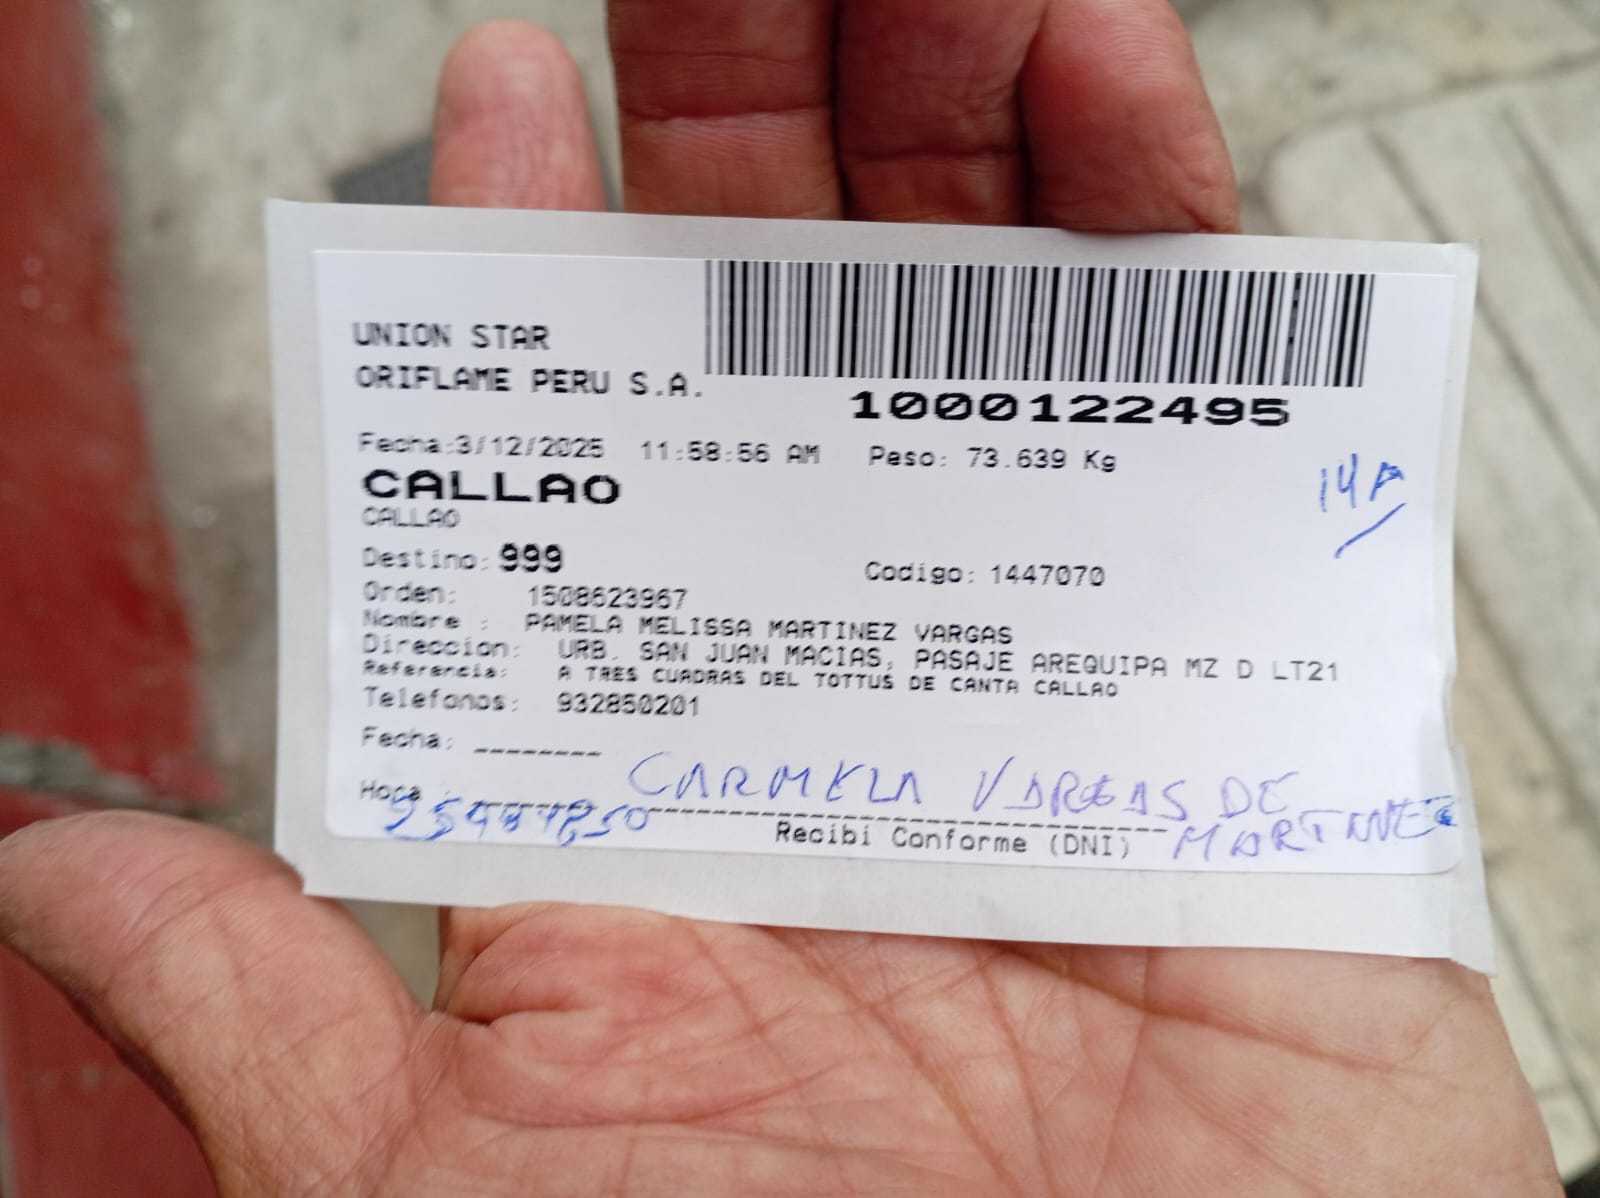 UNION STAR
ORIFLAME PERU S.A.
1000122495
Fecha:3/12/2025 11:58:56 AM Peso: 73.639 Kg
14A
CALLAO
CALLAO
Destino: 999 Codigo: 1447070
Orden: 1508623967
Nombre : PAMELA MELISSA MARTINEZ VARGAS
Direccion: URB. SAN JUAN MACIAS, PASAJE AREQUIPA MZ D LT21
Referencia: A TRES CUADRAS DEL TOTTUS DE CANTA CALLAO
Telefonos: 932850201
Fecha: --------
CARMELA VARGAS DE
Hora :
Recibi Conforme (DNI) MARTINEZ